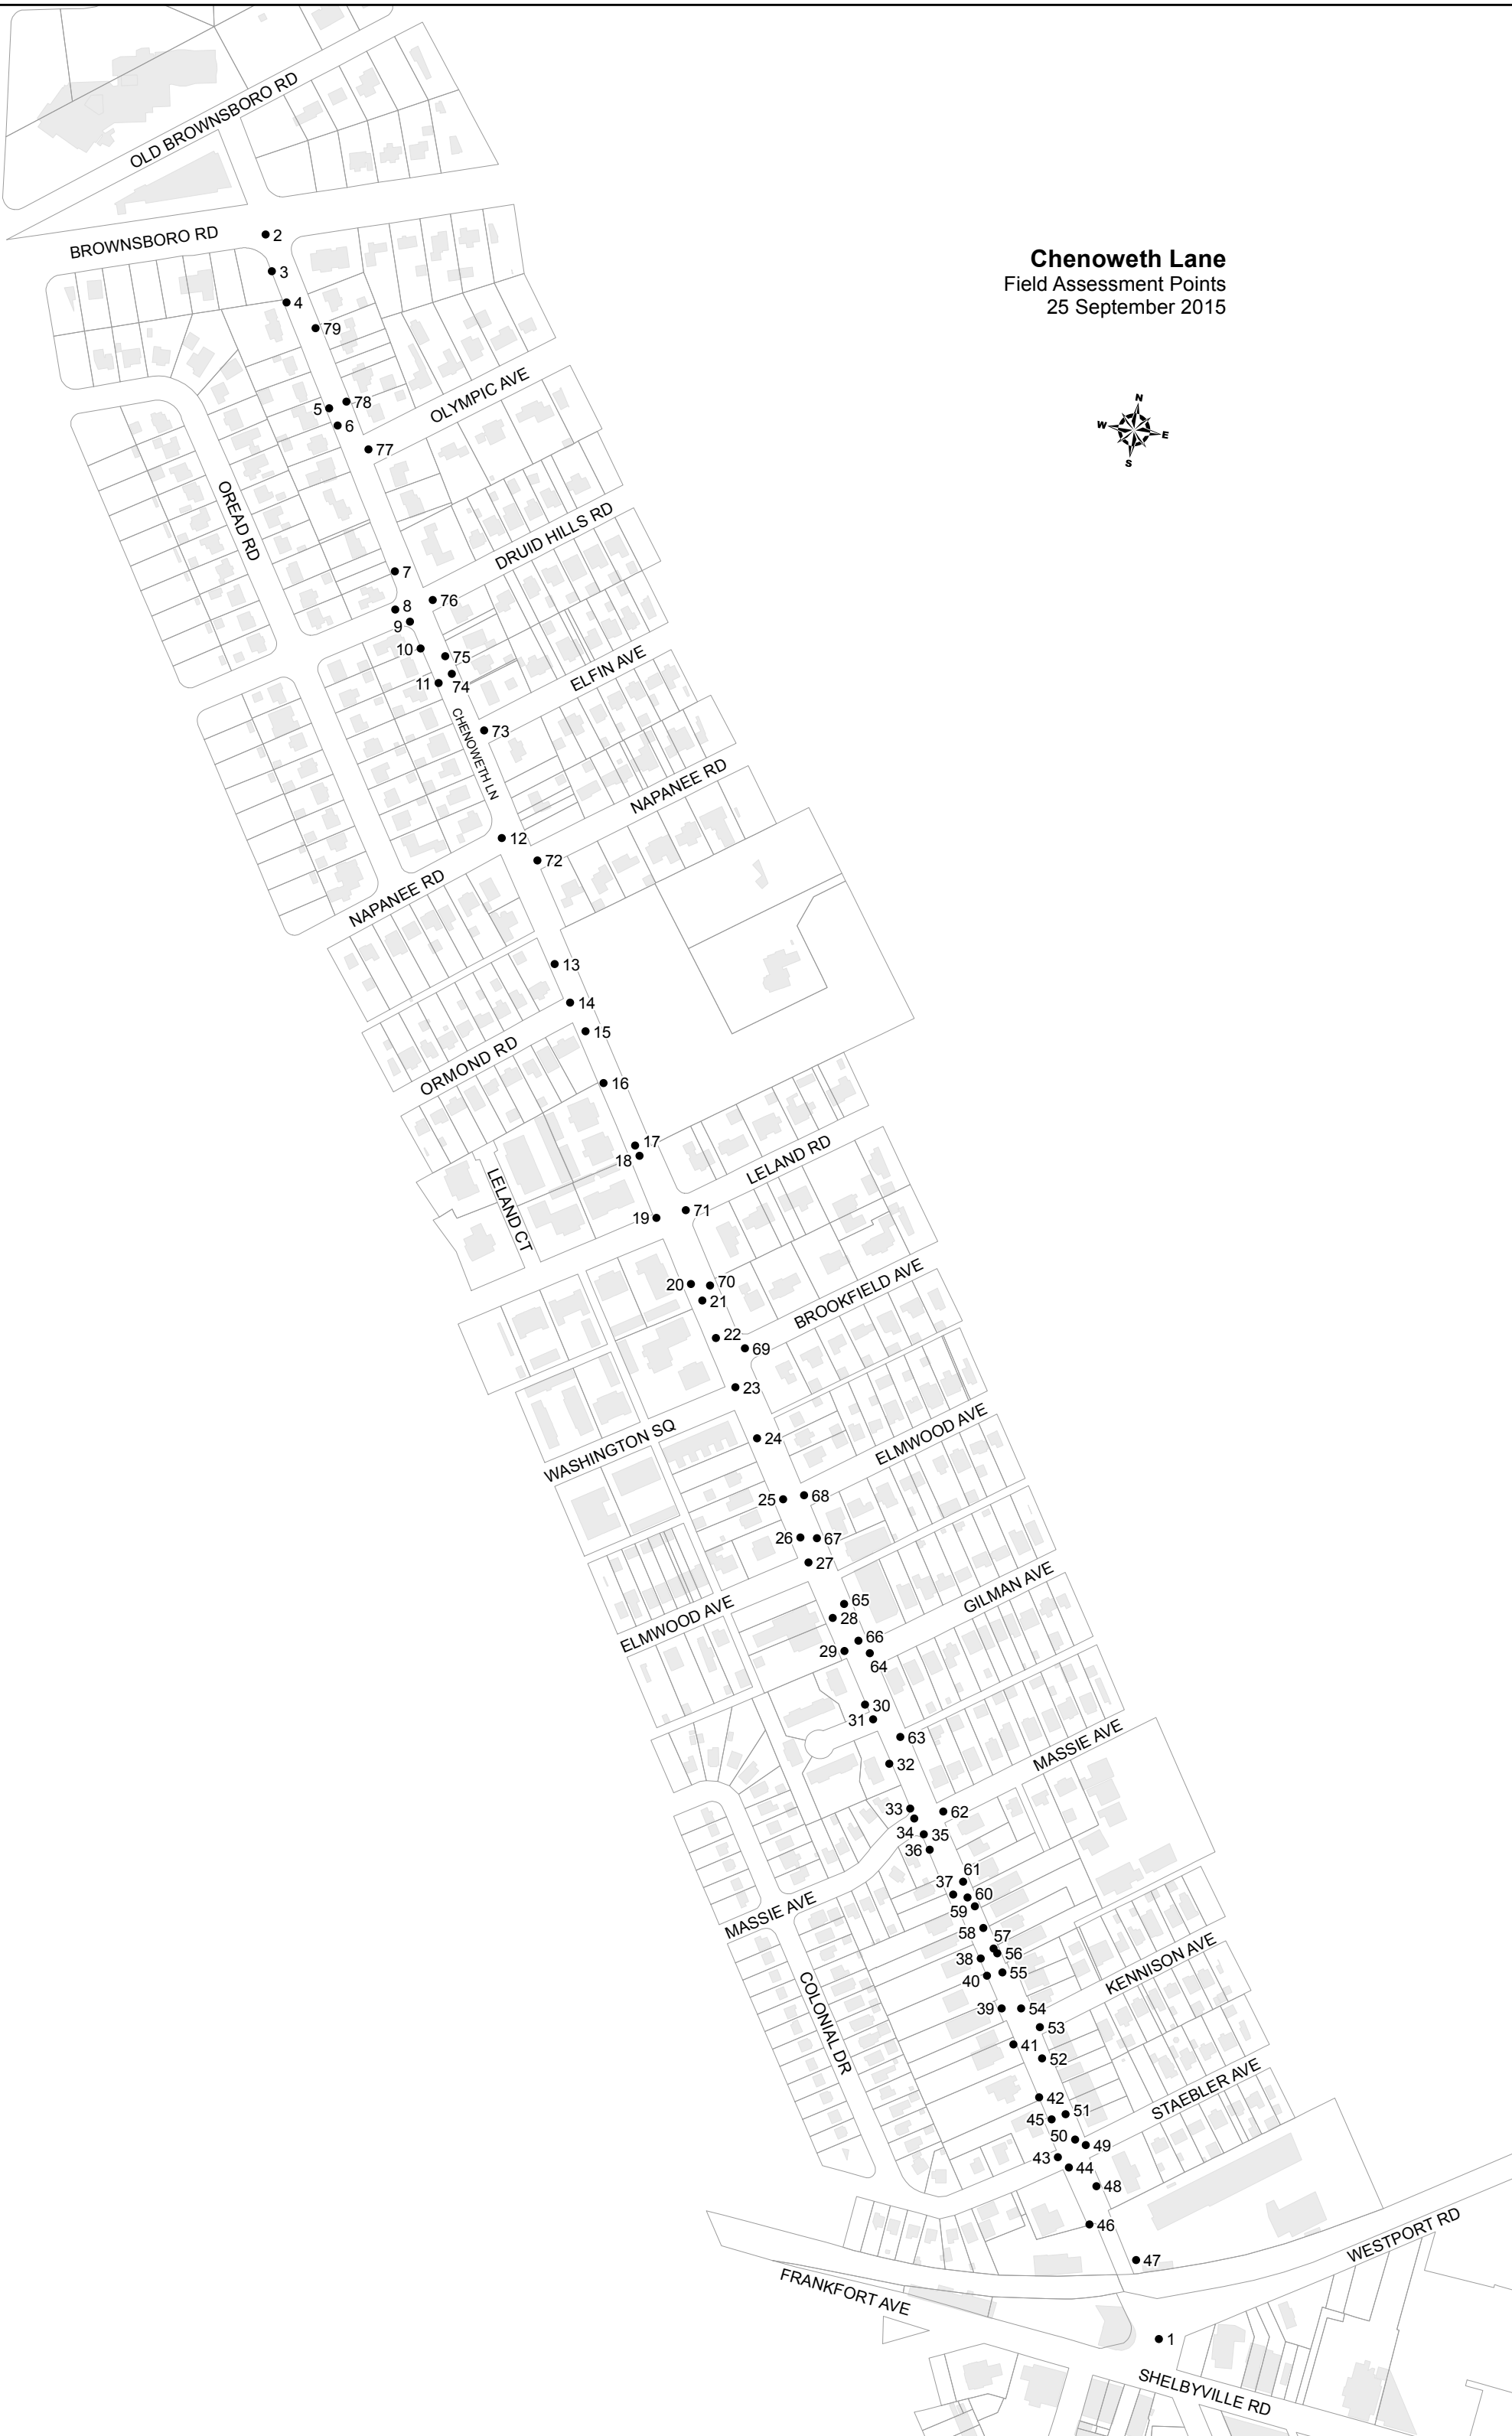 OLD BROWNSBORO RD
BROWNSBORO RD
2
3
4
79
Chenoweth Lane
Field Assessment Points
25 September 2015
N
W
E
S
OLYMPIC AVE
5
78
6
77
OREAD RD
DRUID HILLS RD
7
76
8
9
10
75
11
74
ELFIN AVE
CHENOWETH LN
73
NAPANEE RD
12
72
NAPANEE RD
13
14
15
ORMOND RD
16
17
18
LELAND RD
LELAND CT
19
71
20
70
21
BROOKFIELD AVE
22
69
23
WASHINGTON SQ
24
ELMWOOD AVE
25
68
26
67
27
GILMAN AVE
65
28
ELMWOOD AVE
66
29
64
30
31
63
32
MASSIE AVE
33
62
34
35
36
61
37
60
59
MASSIE AVE
58
57
56
38
55
40
KENNISON AVE
COLONIAL DR
39
54
53
41
52
42
51
45
STAEBLER AVE
50
49
43
44
48
46
47
WESTPORT RD
FRANKFORT AVE
1
SHELBYVILLE RD